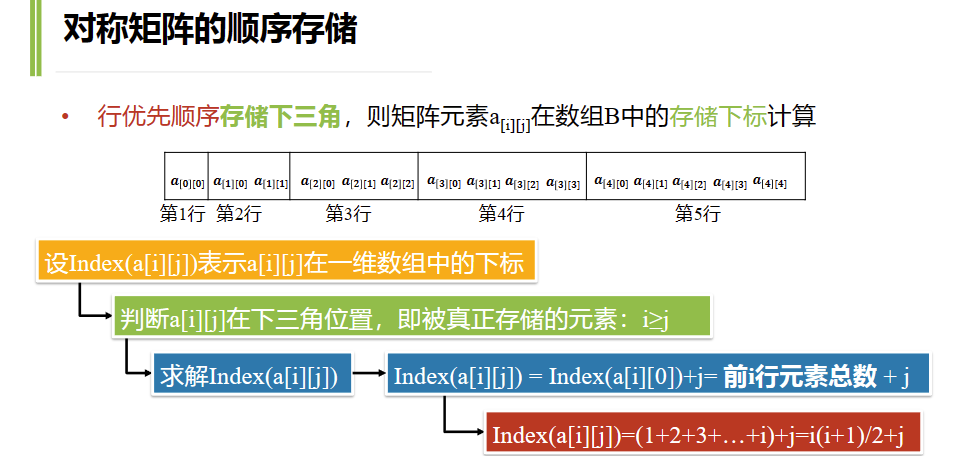 对称矩阵的顺序存储
• 行优先顺序存储下三角，则矩阵元素a[i][j]在数组B中的存储下标计算
a[0][0] a[1][0] a[1][1] a[2][0] a[2][1] a[2][2] a[3][0] a[3][1] a[3][2] a[3][3] a[4][0] a[4][1] a[4][2] a[4][3] a[4][4]
第1行 第2行 第3行 第4行 第5行
设Index(a[i][j])表示a[i][j]在一维数组中的下标
判断a[i][j]在下三角位置，即被真正存储的元素：i≥j
求解Index(a[i][j]) Index(a[i][j]) = Index(a[i][0])+j= 前i行元素总数 + j
Index(a[i][j])=(1+2+3+…+i)+j=i(i+1)/2+j